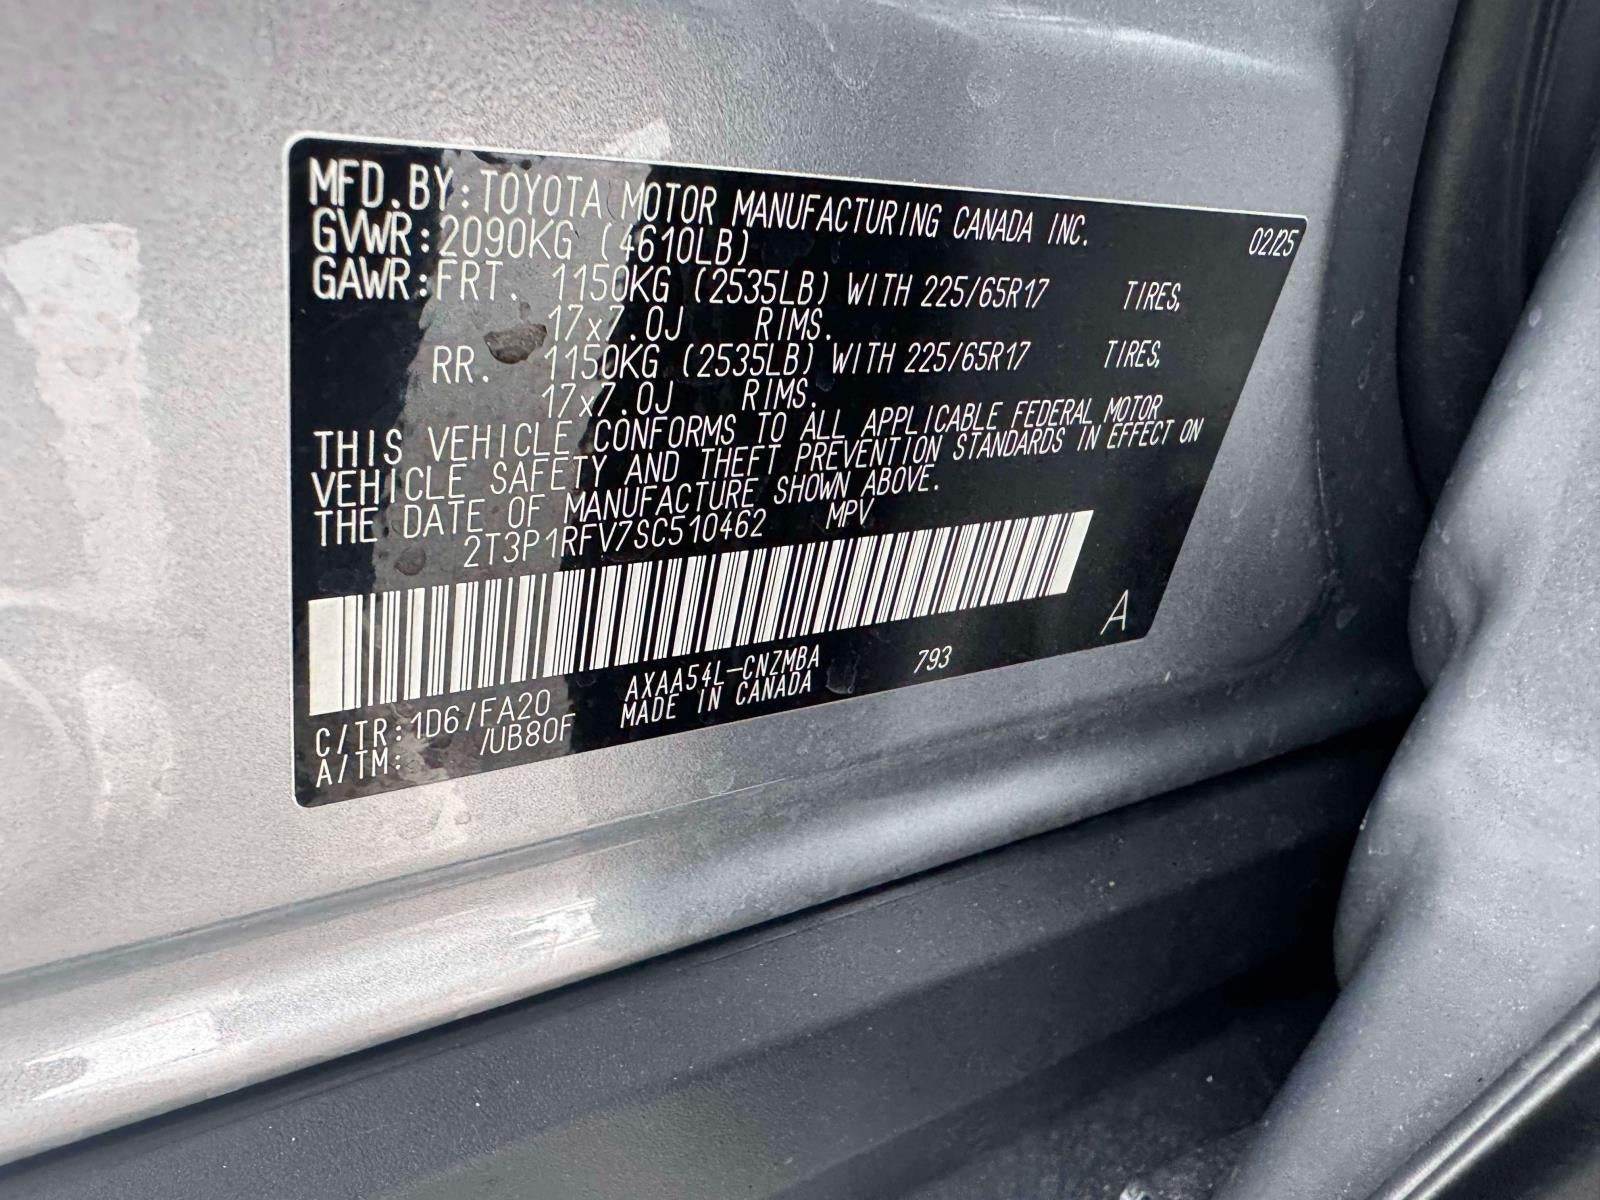 MFD.BY:TOYOTA MOTOR MANUFACTURING CANADA INC. 02/25
GVWR:2090KG (4610LB)
GAWR:FRT. 1150KG (2535LB) WITH 225/65R17 TIRES,
17x7.0J RIMS.
RR. 1150KG (2535LB) WITH 225/65R17 TIRES,
17x7.0J RIMS.
THIS VEHICLE CONFORMS TO ALL APPLICABLE FEDERAL MOTOR
VEHICLE SAFETY AND THEFT PREVENTION STANDARDS IN EFFECT ON
THE DATE OF MANUFACTURE SHOWN ABOVE.
2T3P1RFV7SC510462 MPV
A
AXAA54L-CNZMBA 793
C/TR:1D6/FA20 MADE IN CANADA
A/TM: /UB80F